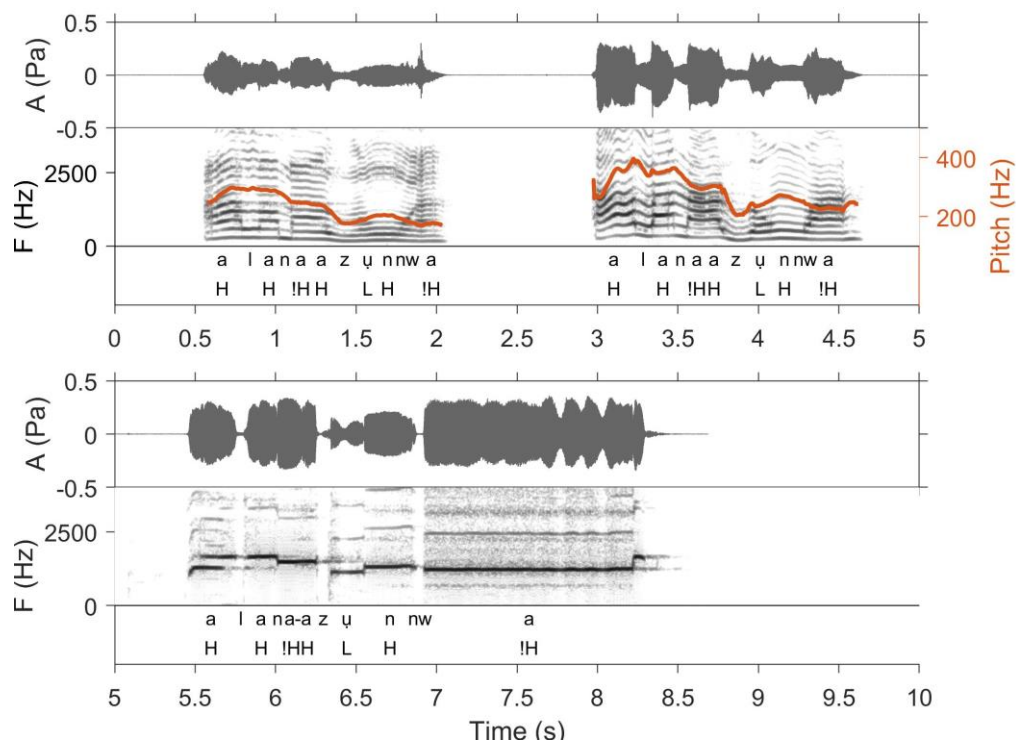 0.5
0
-0.5
A (Pa)
2500
0
F (Hz)
400
200
Pitch (Hz)
a l a n a a z ụ n nw a a l a n a a z ụ n nw a
H H !H H L H !H H H !HH L H !H
0 0.5 1 1.5 2 2.5 3 3.5 4 4.5 5
0.5
0
-0.5
A (Pa)
2500
0
F (Hz)
a l a na-a z ụ n nw a
H H !HH L H !H
5 5.5 6 6.5 7 7.5 8 8.5 9 9.5 10
Time (s)